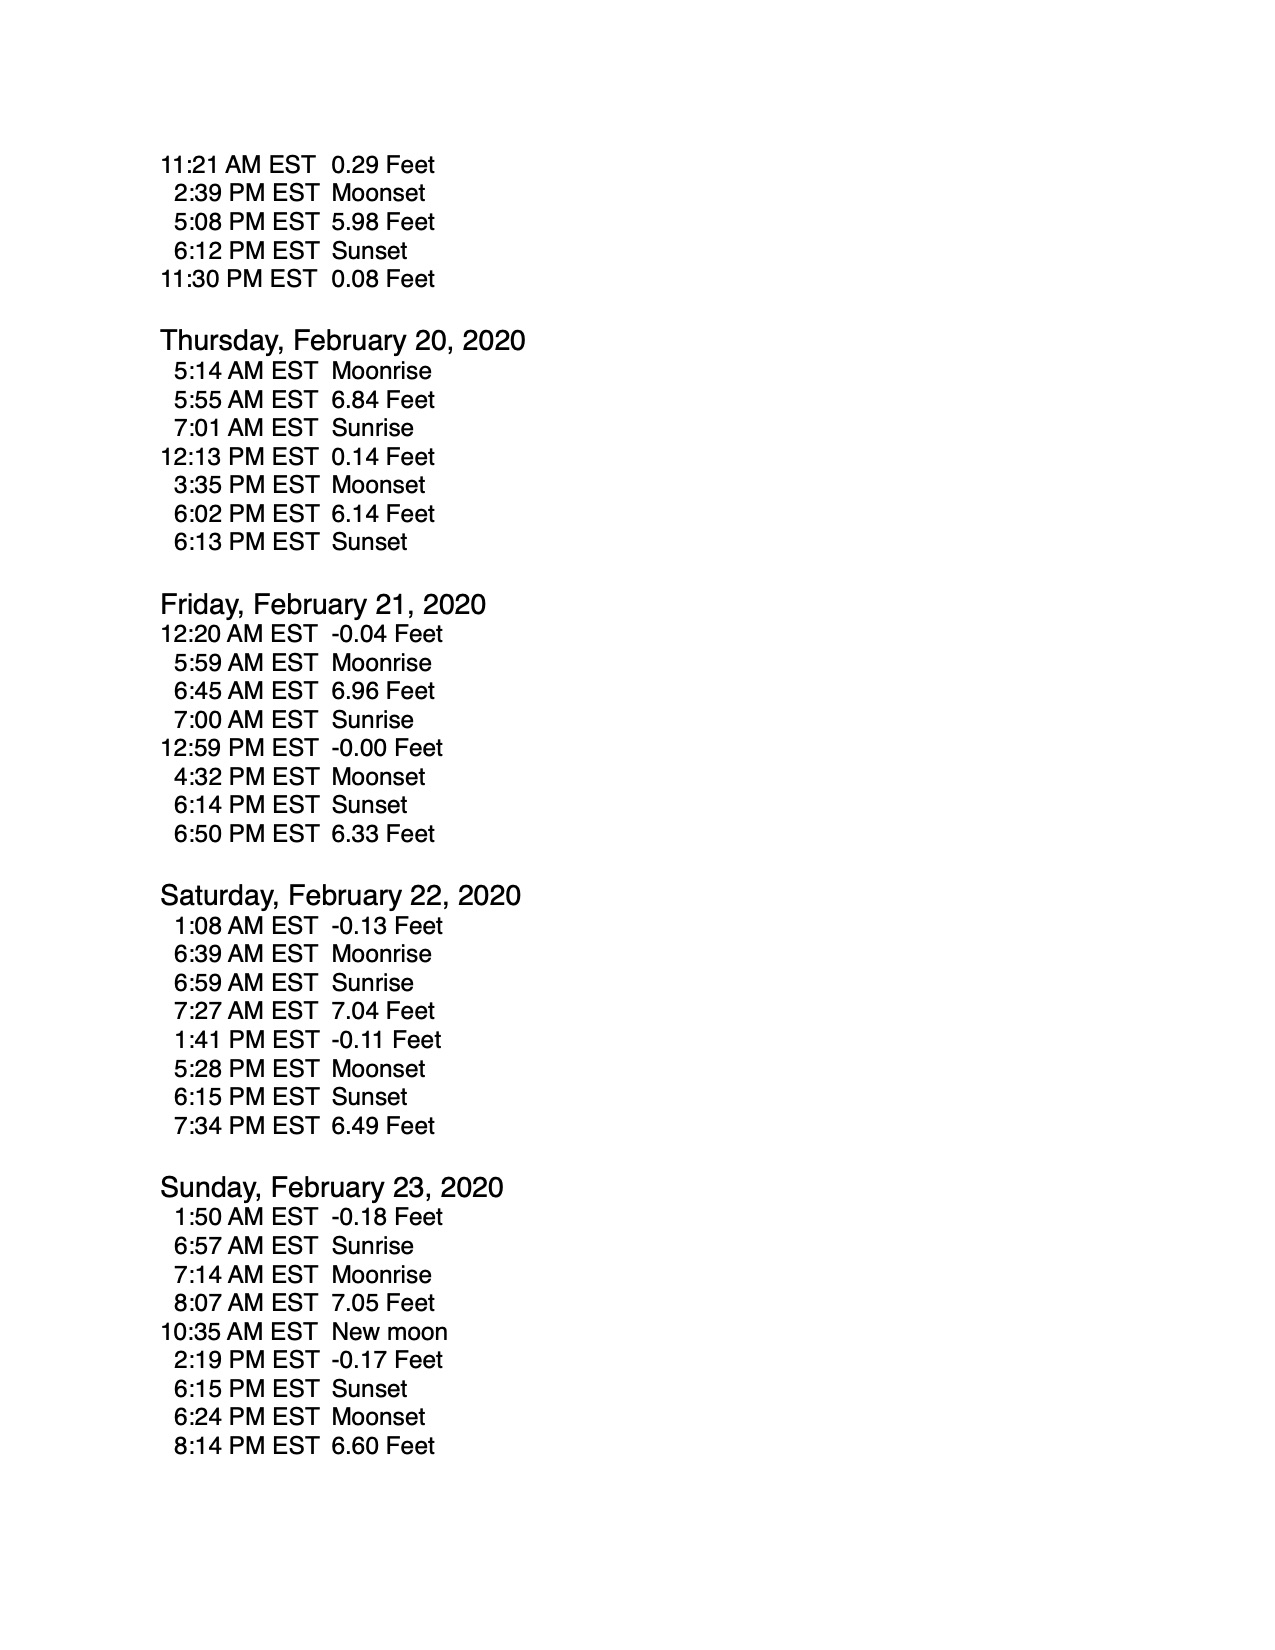 11:21 AM EST 0.29 Feet
2:39 PM EST Moonset
5:08 PM EST 5.98 Feet
6:12 PM EST Sunset
11:30 PM EST 0.08 Feet
Thursday, February 20, 2020
5:14 AM EST Moonrise
5:55 AM EST 6.84 Feet
7:01 AM EST Sunrise
12:13 PM EST 0.14 Feet
3:35 PM EST Moonset
6:02 PM EST 6.14 Feet
6:13 PM EST Sunset
Friday, February 21, 2020
12:20 AM EST -0.04 Feet
5:59 AM EST Moonrise
6:45 AM EST 6.96 Feet
7:00 AM EST Sunrise
12:59 PM EST -0.00 Feet
4:32 PM EST Moonset
6:14 PM EST Sunset
6:50 PM EST 6.33 Feet
Saturday, February 22, 2020
1:08 AM EST -0.13 Feet
6:39 AM EST Moonrise
6:59 AM EST Sunrise
7:27 AM EST 7.04 Feet
1:41 PM EST -0.11 Feet
5:28 PM EST Moonset
6:15 PM EST Sunset
7:34 PM EST 6.49 Feet
Sunday, February 23, 2020
1:50 AM EST -0.18 Feet
6:57 AM EST Sunrise
7:14 AM EST Moonrise
8:07 AM EST 7.05 Feet
10:35 AM EST New moon
2:19 PM EST -0.17 Feet
6:15 PM EST Sunset
6:24 PM EST Moonset
8:14 PM EST 6.60 Feet